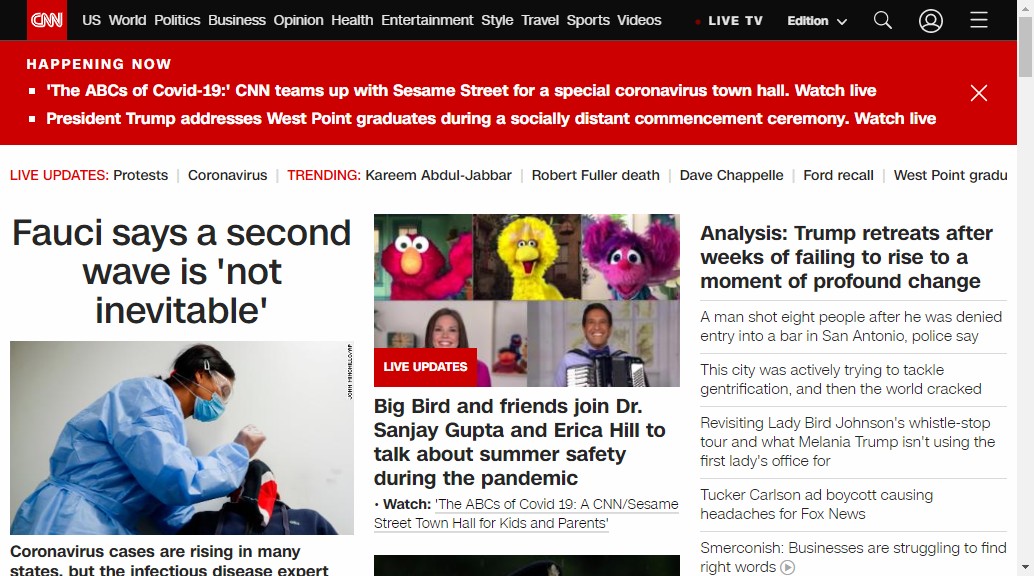 CNN US World Politics Business Opinion Health Entertainment Style Travel Sports Videos LIVE TV Edition
HAPPENING NOW
'The ABCs of Covid-19:' CNN teams up with Sesame Street for a special coronavirus town hall. Watch live
President Trump addresses West Point graduates during a socially distant commencement ceremony. Watch live
LIVE UPDATES: Protests | Coronavirus | TRENDING: Kareem Abdul-Jabbar | Robert Fuller death | Dave Chappelle | Ford recall | West Point gradu
Fauci says a second
wave is 'not
inevitable'
JOHN MINCHILLO/AP
Coronavirus cases are rising in many
states, but the infectious disease expert
LIVE UPDATES
Big Bird and friends join Dr.
Sanjay Gupta and Erica Hill to
talk about summer safety
during the pandemic
• Watch: 'The ABCs of Covid 19: A CNN/Sesame
Street Town Hall for Kids and Parents'
Analysis: Trump retreats after
weeks of failing to rise to a
moment of profound change
A man shot eight people after he was denied
entry into a bar in San Antonio, police say
This city was actively trying to tackle
gentrification, and then the world cracked
Revisiting Lady Bird Johnson's whistle-stop
tour and what Melania Trump isn't using the
first lady's office for
Tucker Carlson ad boycott causing
headaches for Fox News
Smerconish: Businesses are struggling to find
right words